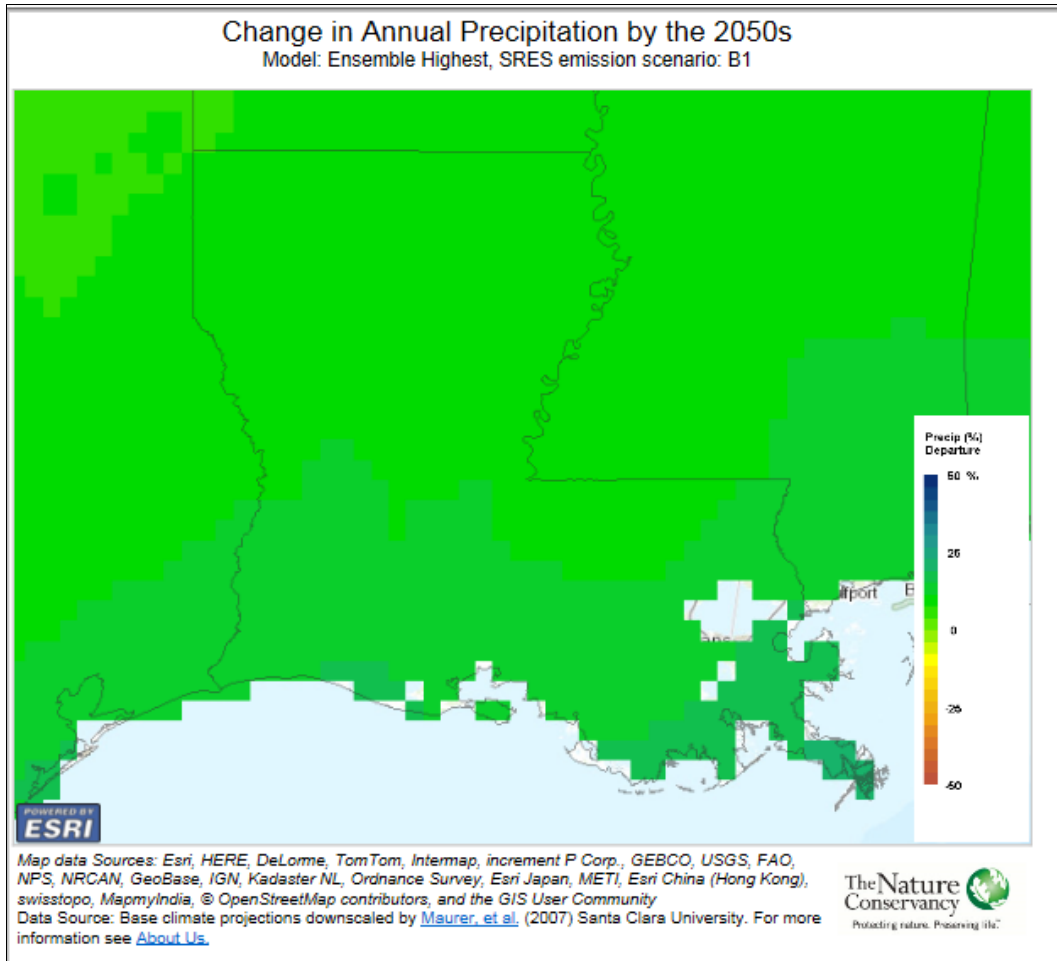 Change in Annual Precipitation by the 2050s
Model: Ensemble Highest, SRES emission scenario: B1
Precip (%)
Departure
50 %
25
0
-25
-50
lfport B
ans
POWERED BY
ESRI
Map data Sources: Esri, HERE, DeLorme, TomTom, Intermap, increment P Corp., GEBCO, USGS, FAO,
NPS, NRCAN, GeoBase, IGN, Kadaster NL, Ordnance Survey, Esri Japan, METI, Esri China (Hong Kong),
swisstopo, MapmyIndia, © OpenStreetMap contributors, and the GIS User Community
Data Source: Base climate projections downscaled by Maurer, et al. (2007) Santa Clara University. For more
information see About Us.
The Nature
Conservancy
Protecting nature. Preserving life.™